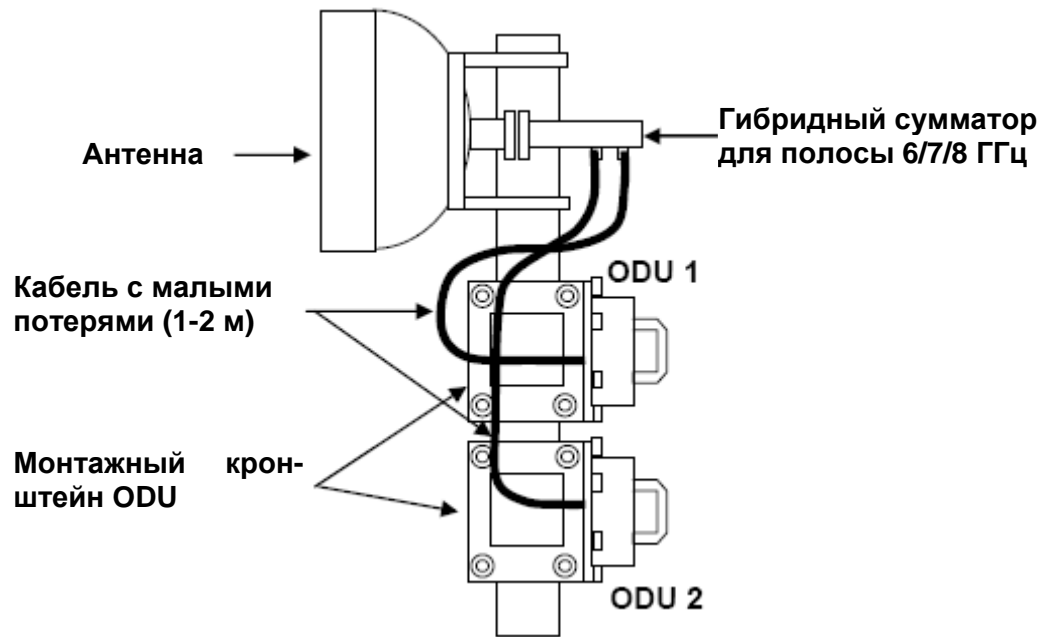 Гибридный сумматор
для полосы 6/7/8 ГГц
Антенна
ODU 1
Кабель с малыми
потерями (1-2 м)
Монтажный крон-
штейн ODU
ODU 2